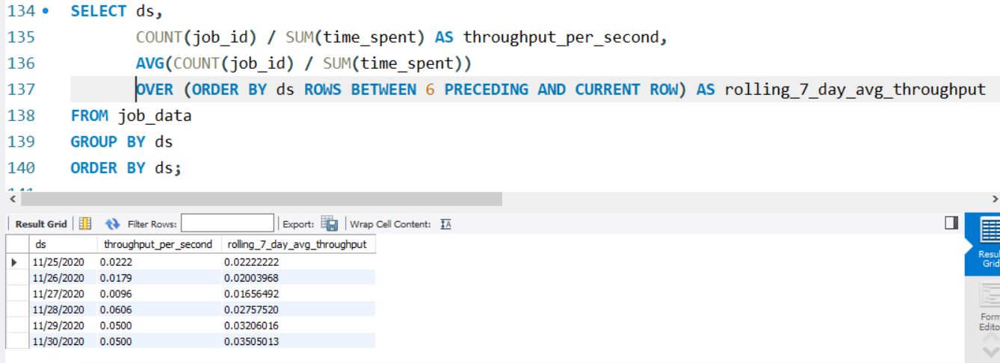 134 SELECT ds,
135 COUNT(job_id) / SUM(time_spent) AS throughput_per_second,
136 AVG(COUNT(job_id) / SUM(time_spent))
137 OVER (ORDER BY ds ROWS BETWEEN 6 PRECEDING AND CURRENT ROW) AS rolling_7_day_avg_throughput
138 FROM job_data
139 GROUP BY ds
140 ORDER BY ds;
Result Grid Filter Rows: Export: Wrap Cell Content: IA
ds throughput_per_second rolling_7_day_avg_throughput
11/25/2020 0.0222 0.02222222
11/26/2020 0.0179 0.02003968
11/27/2020 0.0096 0.01656492
11/28/2020 0.0606 0.02757520
11/29/2020 0.0500 0.03206016
11/30/2020 0.0500 0.03505013
Resul
Grid
Form
Edito